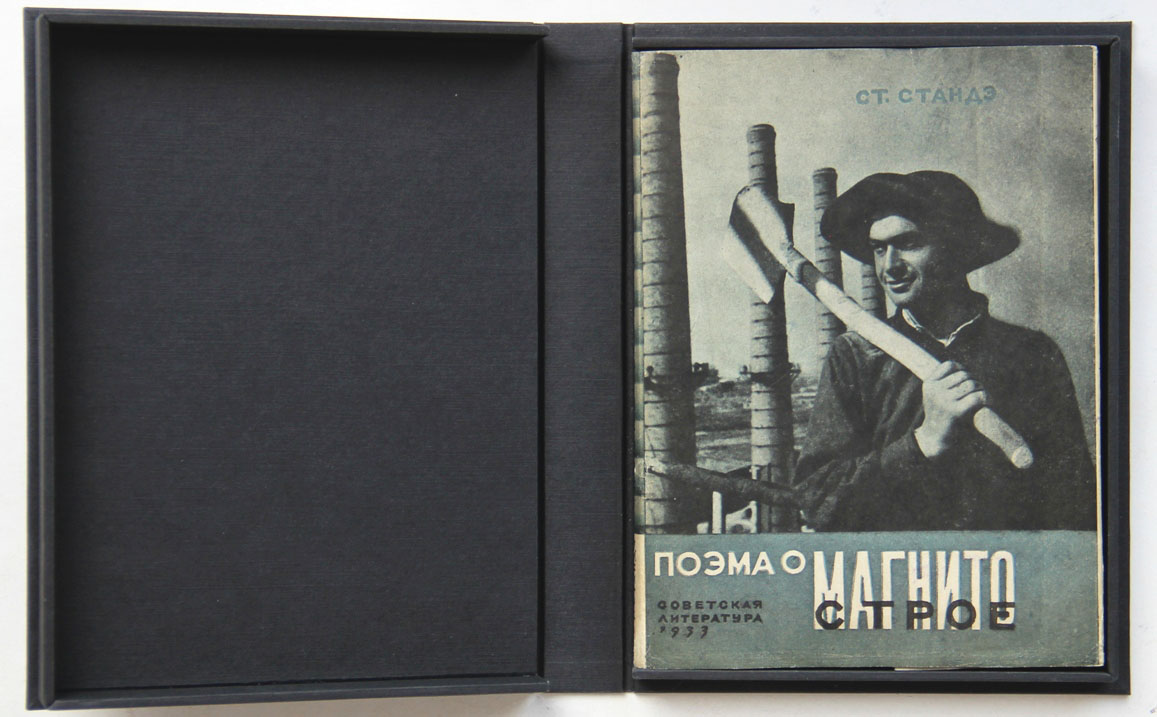 СТ. СТАНДЭ
ПОЭМА О МАГНИТО
СТРОЕ
СОВЕТСКАЯ
ЛИТЕРАТУРА
1933